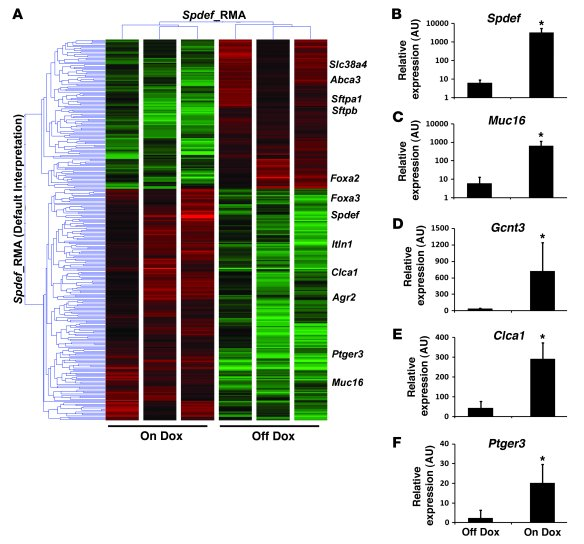 A
Spdef_RMA
Spdef_RMA (Default Interpretation)
Slc38a4
Abca3
Sftpa1
Sftpb
Foxa2
Foxa3
Spdef
Itln1
Clca1
Agr2
Ptger3
Muc16
On Dox
Off Dox
B
Spdef
Relative
expression (AU)
10000
1000
100
10
1
*
C
Muc16
Relative
expression (AU)
10000
1000
100
10
1
*
D
Gcnt3
Relative
expression (AU)
1500
1200
900
600
300
0
*
E
Clca1
Relative
expression (AU)
400
300
200
100
0
*
F
Ptger3
Relative
expression (AU)
40
30
20
10
0
*
Off Dox
On Dox